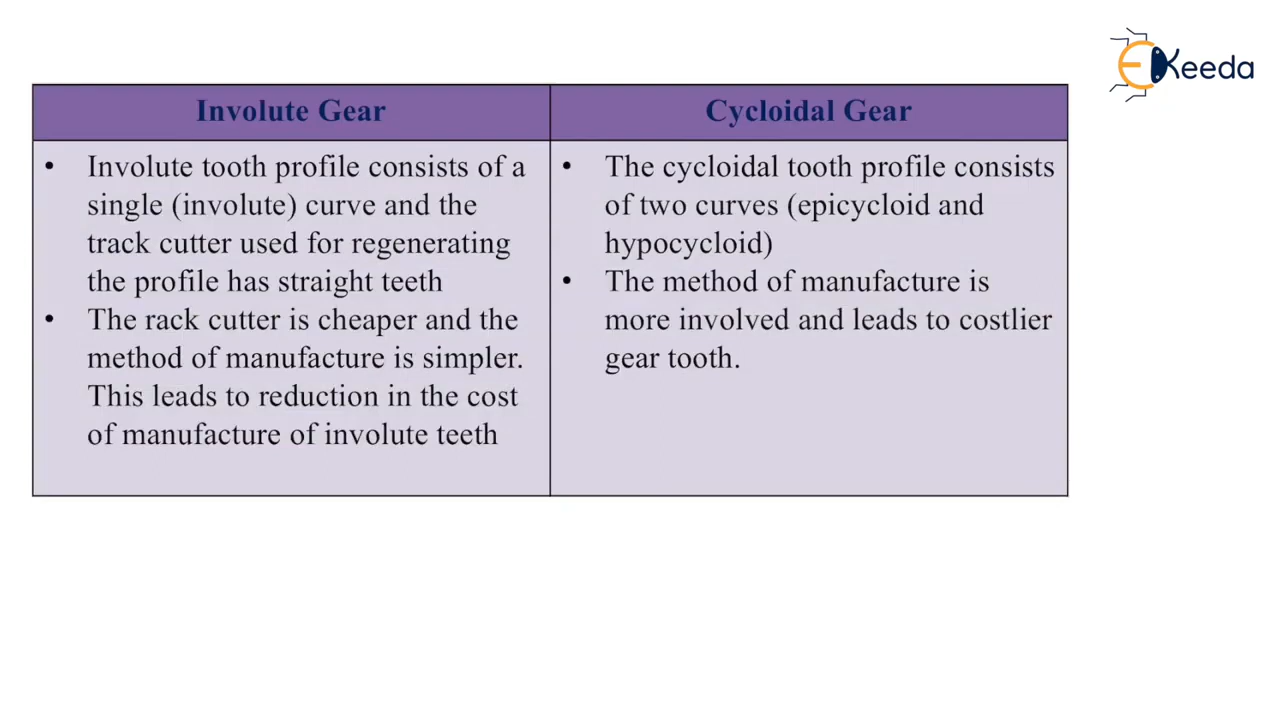 EKeeda
Involute Gear
Cycloidal Gear
• Involute tooth profile consists of a
single (involute) curve and the
track cutter used for regenerating
the profile has straight teeth
• The rack cutter is cheaper and the
method of manufacture is simpler.
This leads to reduction in the cost
of manufacture of involute teeth
• The cycloidal tooth profile consists
of two curves (epicycloid and
hypocycloid)
• The method of manufacture is
more involved and leads to costlier
gear tooth.